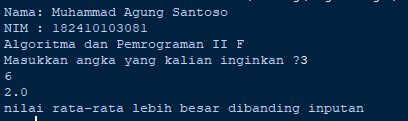 Nama: Muhammad Agung Santoso
NIM : 182410103081
Algoritma dan Pemrograman II F
Masukkan angka yang kalian inginkan ?3
6
2.0
nilai rata-rata lebih besar dibanding inputan